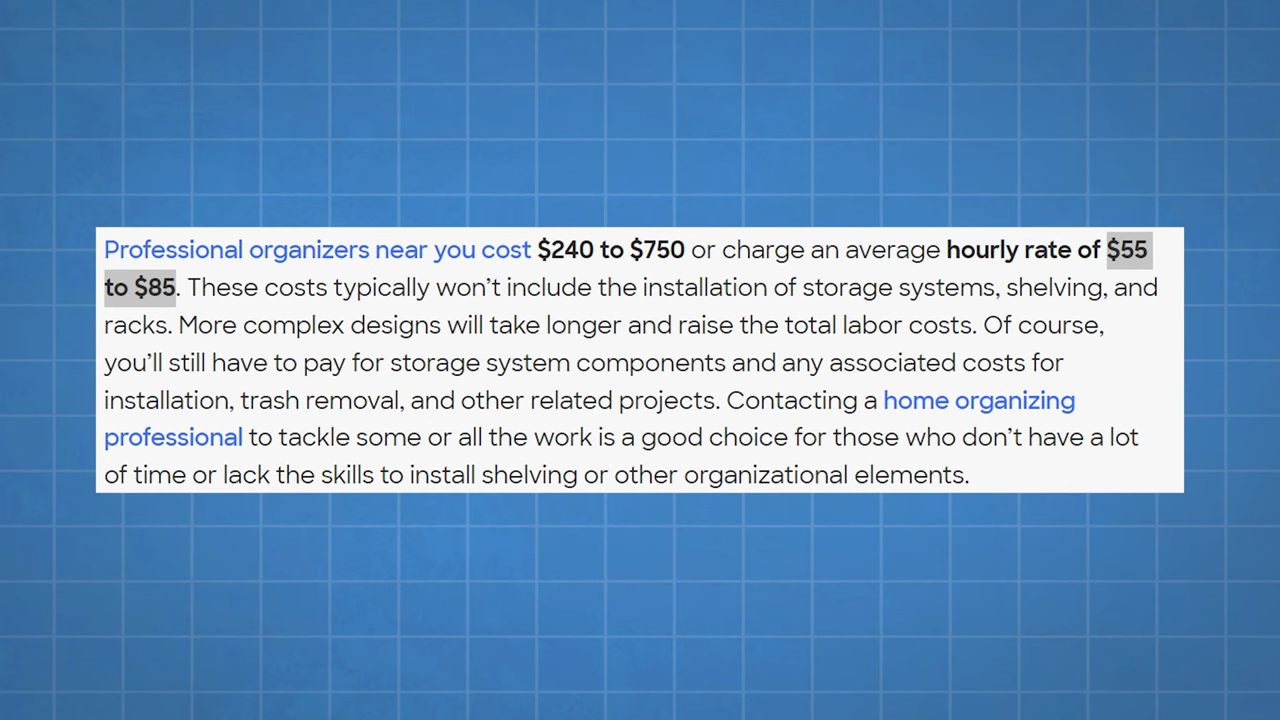 Professional organizers near you cost $240 to $750 or charge an average hourly rate of $55
to $85. These costs typically won’t include the installation of storage systems, shelving, and
racks. More complex designs will take longer and raise the total labor costs. Of course,
you’ll still have to pay for storage system components and any associated costs for
installation, trash removal, and other related projects. Contacting a home organizing
professional to tackle some or all the work is a good choice for those who don’t have a lot
of time or lack the skills to install shelving or other organizational elements.